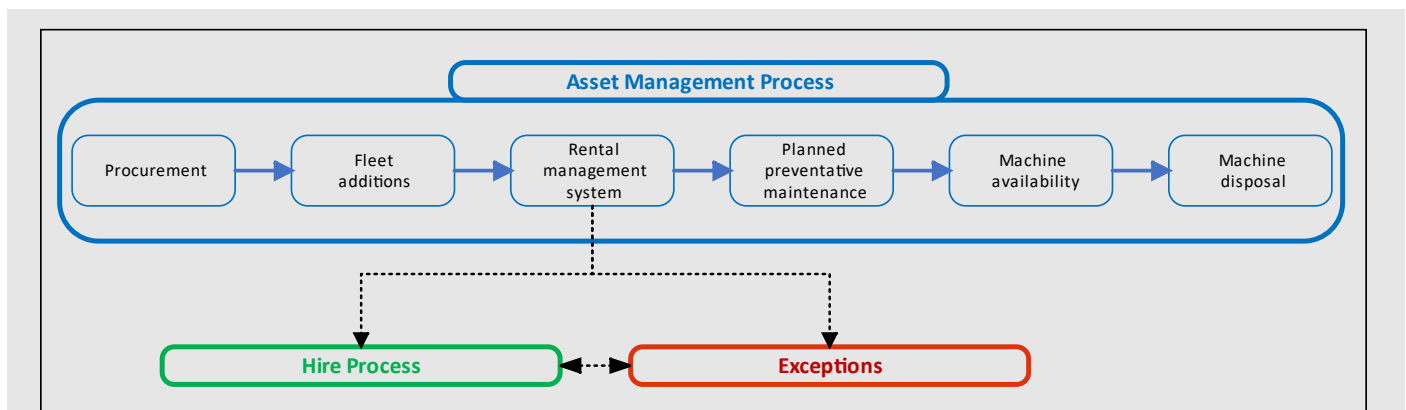 Asset Management Process
Procurement
Fleet
additions
Rental
management
system
Planned
preventative
maintenance
Machine
availability
Machine
disposal
Hire Process
Exceptions